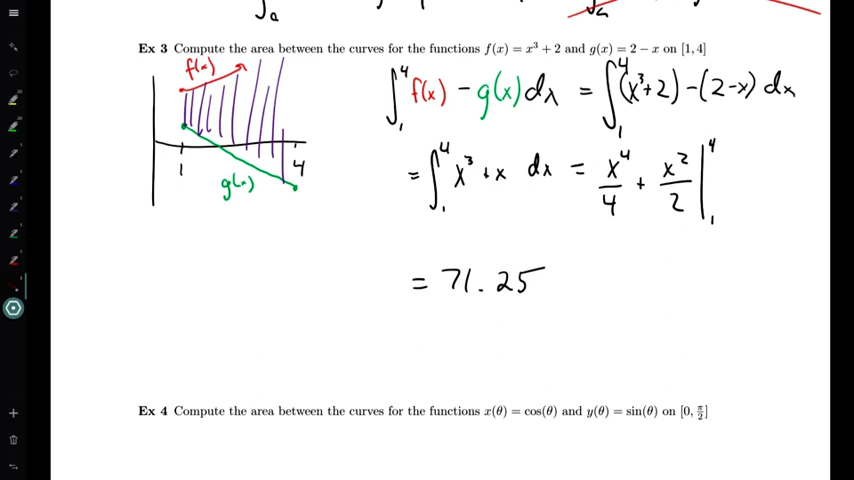 Ex 3 Compute the area between the curves for the functions f(x) = x³ + 2 and g(x) = 2 − x on [1, 4]
f(x)
∫₁⁴ f(x) - g(x) dx = ∫₁⁴ (x³+2) - (2-x) dx
1 4
g(x)
= ∫₁⁴ x³ + x dx = x⁴/4 + x²/2 |₁⁴
= 71.25
Ex 4 Compute the area between the curves for the functions x(θ) = cos(θ) and y(θ) = sin(θ) on [0, π/2]